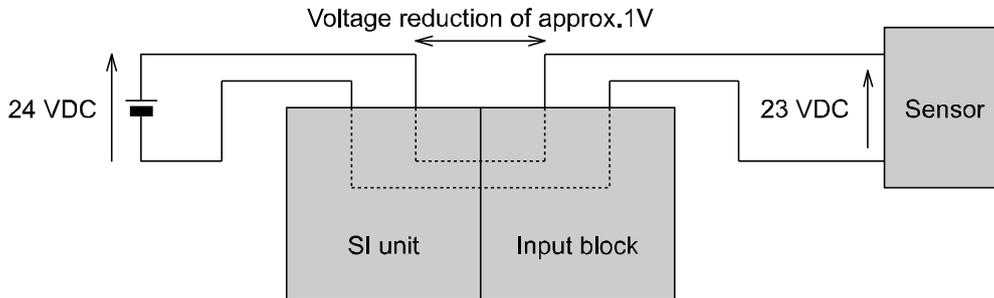 Voltage reduction of approx.1V
24 VDC
23 VDC
Sensor
SI unit
Input block